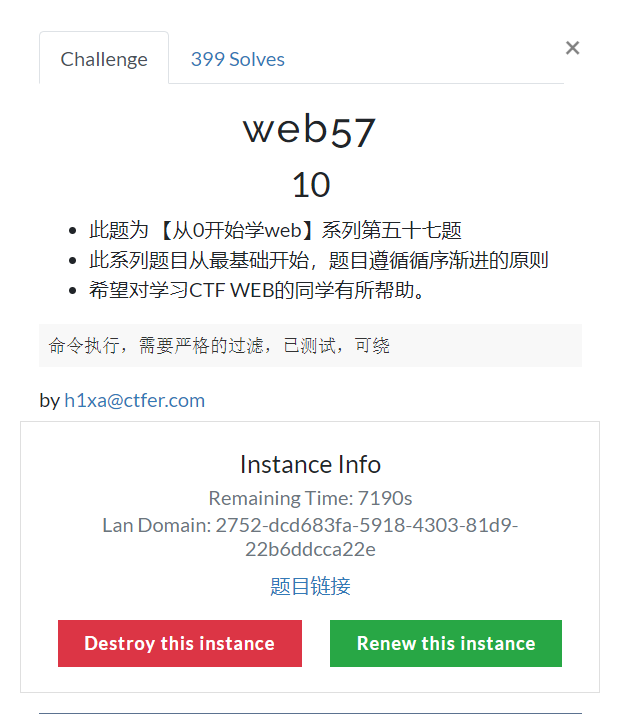 Challenge
399 Solves
×
web57
10
此题为 【从0开始学web】系列第五十七题
此系列题目从最基础开始，题目遵循循序渐进的原则
希望对学习CTF WEB的同学有所帮助。
命令执行，需要严格的过滤，已测试，可绕
by h1xa@ctfer.com
Instance Info
Remaining Time: 7190s
Lan Domain: 2752-dcd683fa-5918-4303-81d9-
22b6ddcca22e
题目链接
Destroy this instance
Renew this instance